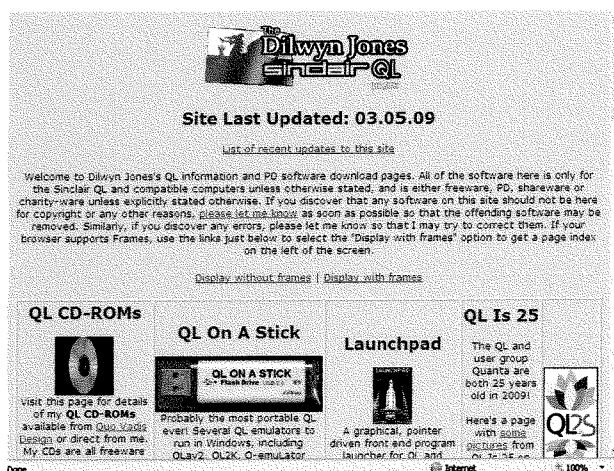 The
Dilwyn Jones
sinclair QL
Site Last Updated: 03.05.09
List of recent updates to this site
Welcome to Dilwyn Jones's QL information and PD software download pages. All of the software here is only for
the Sinclair QL and compatible computers unless otherwise stated, and is either freeware, PD, shareware or
charity-ware unless explicitly stated otherwise. If you discover that any software on this site should not be here
for copyright or any other reasons, please let me know as soon as possible so that the offending software may be
removed. Similarly, if you discover any errors, please let me know so that I may try to correct them. If your
browser supports Frames, use the links just below to select the "Display with frames" option to get a page index
on the left of the screen.
Display without frames | Display with frames
QL CD-ROMs
Visit this page for details
of my QL CD-ROMs
available from Quo Vadis
Design or direct from me.
My CDs are all freeware
QL On A Stick
QL ON A STICK
Flash Drive
Probably the most portable QL
ever! Several QL emulators to
run in Windows, including
QLay2, QL2K, Q-emuLator
Launchpad
A graphical, pointer
driven front end program
launcher for QL and
QL Is 25
The QL and
user group
Quanta are
both 25 years
old in 2009!
Here's a page
with some
pictures from
QL Is 25 on
QL25
Done
Internet
100%